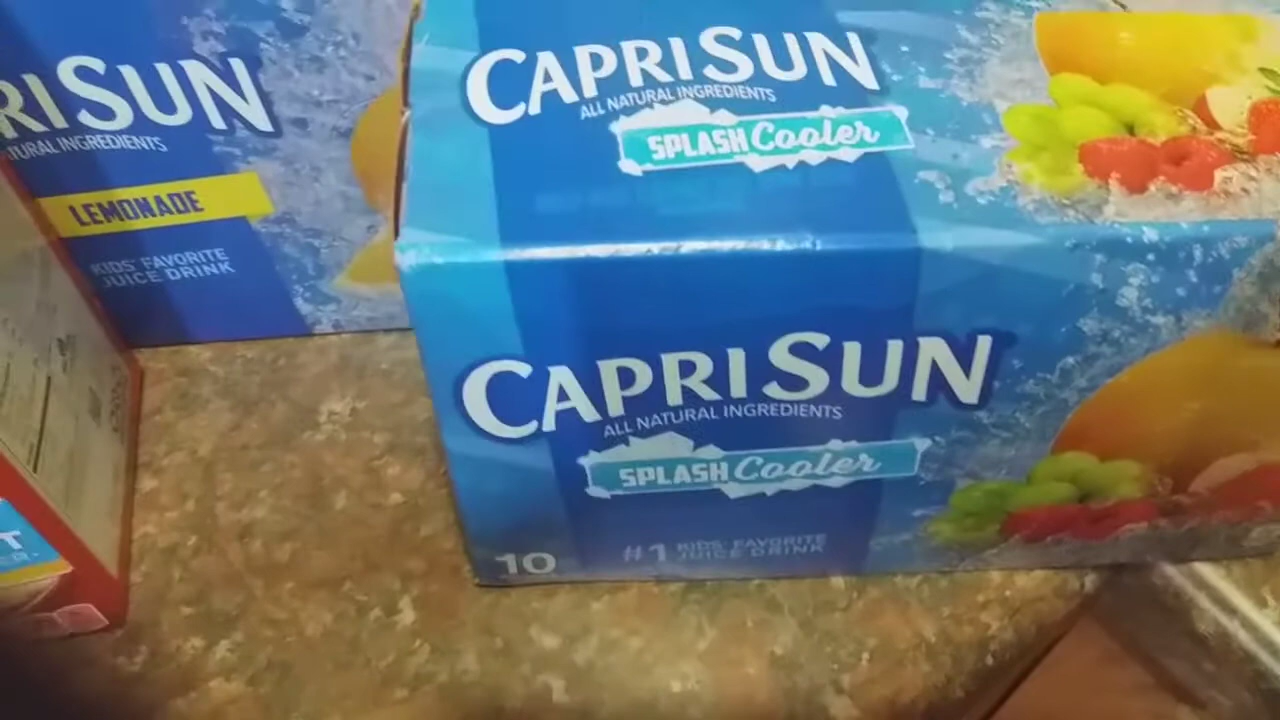 RISUN
URAL INGREDIENTS
LEMONADE
KIDS' FAVORITE
JUICE DRINK
CAPRISUN
ALL NATURAL INGREDIENTS
SPLASH Cooler
CAPRISUN
ALL NATURAL INGREDIENTS
SPLASH Cooler
10
#1 KIDS' FAVORITE
JUICE DRINK
T